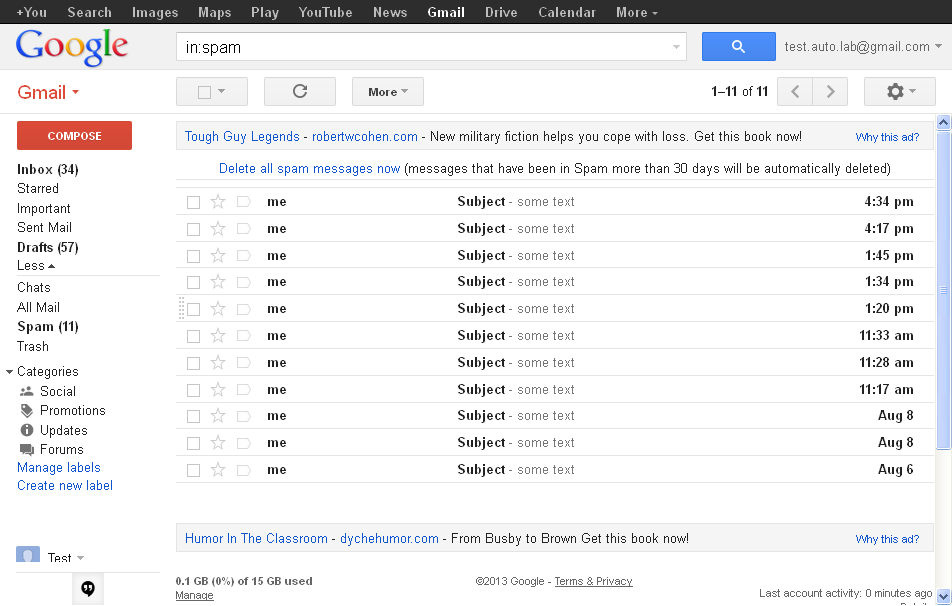 +You Search Images Maps Play YouTube News Gmail Drive Calendar More
Google in:spam test.auto.lab@gmail.com
Gmail More 1–11 of 11
COMPOSE
Inbox (34)
Starred
Important
Sent Mail
Drafts (57)
Less
Chats
All Mail
Spam (11)
Trash
Categories
Social
Promotions
Updates
Forums
Manage labels
Create new label
Test
Tough Guy Legends - robertwcohen.com - New military fiction helps you cope with loss. Get this book now! Why this ad?
Delete all spam messages now (messages that have been in Spam more than 30 days will be automatically deleted)
me Subject - some text 4:34 pm
me Subject - some text 4:17 pm
me Subject - some text 1:45 pm
me Subject - some text 1:34 pm
me Subject - some text 1:20 pm
me Subject - some text 11:33 am
me Subject - some text 11:28 am
me Subject - some text 11:17 am
me Subject - some text Aug 8
me Subject - some text Aug 8
me Subject - some text Aug 6
Humor In The Classroom - dychehumor.com - From Busby to Brown Get this book now! Why this ad?
0.1 GB (0%) of 15 GB used
Manage
©2013 Google - Terms & Privacy
Last account activity: 0 minutes ago